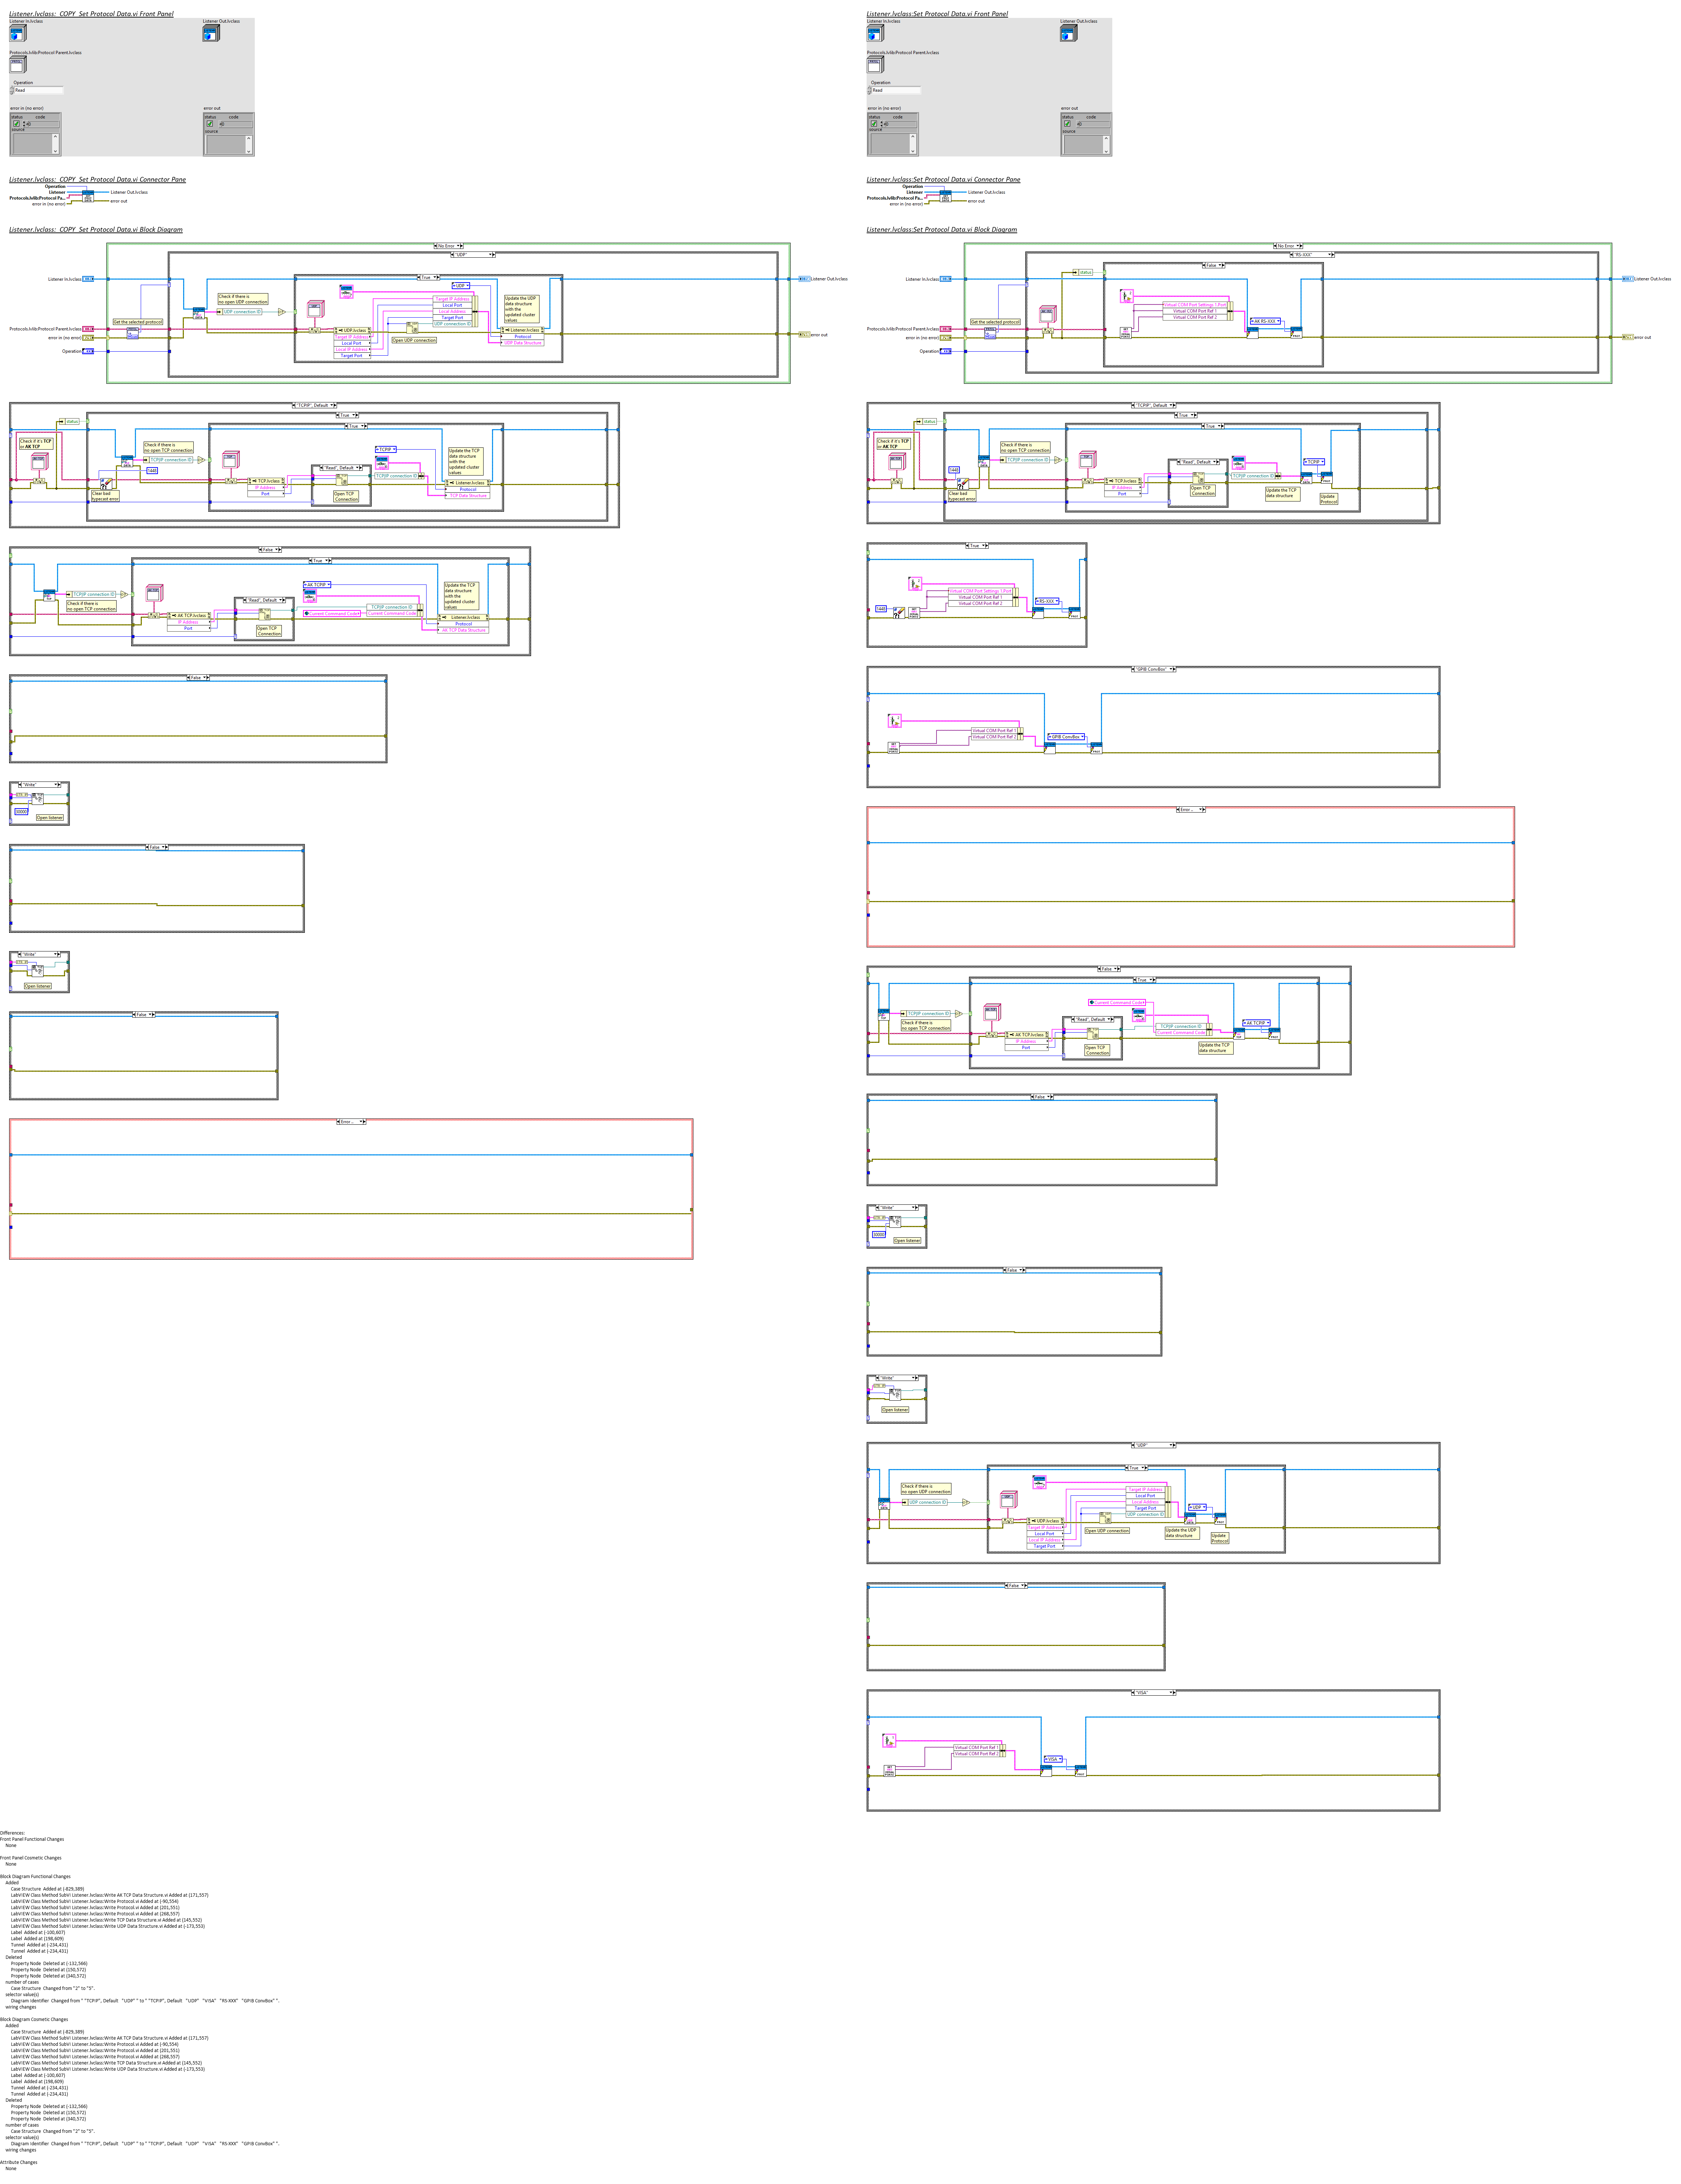 Listener.lvclass:_COPY_Set Protocol Data.vi Front Panel
Listener In.lvclass
Listener Out.lvclass
Protocols.lvlib:Protocol Parent.lvclass
Operation
Read
error in (no error)
error out
status code
status code
source
source
Listener.lvclass:_COPY_Set Protocol Data.vi Connector Pane
Operation
Listener
Listener Out.lvclass
Protocols.lvlib:Protocol Pa...
error in (no error)
error out
Listener.lvclass:_COPY_Set Protocol Data.vi Block Diagram
No Error
"UDP"
True
Listener In.lvclass
Listener Out.lvclass
Check if there is
no open UDP connection
UDP connection ID
Get the selected protocol
Protocols.lvlib:Protocol Parent.lvclass
error in (no error)
Operation
error out
UDP
Target IP Address
Local Port
Local Address
Target Port
UDP connection ID
Update the UDP
data structure
with the
updated cluster
values
UDP.lvclass
Target IP Address
Local Port
Local IP Address
Target Port
Open UDP connection
Listener.lvclass
Protocol
UDP Data Structure
"TCPIP", Default
True
True
status
Check if it's TCP
or AK TCP
Check if there is
no open TCP connection
TCPIP connection ID
1448
Clear bad
typecast error
TCP.lvclass
IP Address
Port
"Read", Default
Open TCP
Connection
TCPIP
TCPIP connection ID
Update the TCP
data structure
with the
updated cluster
values
Listener.lvclass
Protocol
TCP Data Structure
False
True
TCPIP connection ID
Check if there is
no open TCP connection
AK TCP.lvclass
IP Address
Port
"Read", Default
Open TCP
Connection
AK TCPIP
Current Command Code
TCPIP connection ID
Current Command Code
Update the TCP
data structure
with the
updated cluster
values
Listener.lvclass
Protocol
AK TCP Data Structure
False
"Write"
Open listener
False
"Write"
Open listener
False
Error
Listener.lvclass:Set Protocol Data.vi Front Panel
Listener In.lvclass
Listener Out.lvclass
Protocols.lvlib:Protocol Parent.lvclass
Operation
Read
error in (no error)
error out
status code
status code
source
source
Listener.lvclass:Set Protocol Data.vi Connector Pane
Operation
Listener
Listener Out.lvclass
Protocols.lvlib:Protocol Pa...
error in (no error)
error out
Listener.lvclass:Set Protocol Data.vi Block Diagram
No Error
"RS-XXX"
False
status
Listener In.lvclass
Listener Out.lvclass
Get the selected protocol
Protocols.lvlib:Protocol Parent.lvclass
error in (no error)
Operation
error out
Virtual COM Port Settings 1.Port
Virtual COM Port Ref 1
Virtual COM Port Ref 2
AK RS-XXX
"TCPIP", Default
True
True
status
Check if it's TCP
or AK TCP
Check if there is
no open TCP connection
TCPIP connection ID
1448
Clear bad
typecast error
TCP.lvclass
IP Address
Port
"Read", Default
Open TCP
Connection
TCPIP connection ID
TCPIP
Update the TCP
data structure
Update
Protocol
True
1448
Virtual COM Port Settings 1.Port
Virtual COM Port Ref 1
Virtual COM Port Ref 2
RS-XXX
"GPIB ConvBox"
Virtual COM Port Ref 1
Virtual COM Port Ref 2
GPIB ConvBox
Error
False
True
TCPIP connection ID
Check if there is
no open TCP connection
AK TCP.lvclass
IP Address
Port
"Read", Default
Open TCP
Connection
Current Command Code
TCPIP connection ID
Current Command Code
AK TCPIP
Update the TCP
data structure
False
"Write"
Open listener
False
"Write"
Open listener
"UDP"
True
Check if there is
no open UDP connection
UDP connection ID
UDP.lvclass
Target IP Address
Local Port
Local IP Address
Target Port
Target IP Address
Local Port
Local Address
Target Port
UDP connection ID
Open UDP connection
UDP
Update the UDP
data structure
Update
Protocol
False
"VISA"
Virtual COM Port Ref 1
Virtual COM Port Ref 2
VISA
Differences:
Front Panel Functional Changes
None
Front Panel Cosmetic Changes
None
Block Diagram Functional Changes
Added
Case Structure Added at (-829,389)
LabVIEW Class Method SubVI Listener.lvclass:Write AK TCP Data Structure.vi Added at (171,557)
LabVIEW Class Method SubVI Listener.lvclass:Write Protocol.vi Added at (-90,554)
LabVIEW Class Method SubVI Listener.lvclass:Write Protocol.vi Added at (201,551)
LabVIEW Class Method SubVI Listener.lvclass:Write Protocol.vi Added at (268,557)
LabVIEW Class Method SubVI Listener.lvclass:Write TCP Data Structure.vi Added at (145,552)
LabVIEW Class Method SubVI Listener.lvclass:Write UDP Data Structure.vi Added at (-173,553)
Label Added at (-100,607)
Label Added at (198,609)
Tunnel Added at (-234,431)
Tunnel Added at (-234,431)
Deleted
Property Node Deleted at (-132,566)
Property Node Deleted at (150,572)
Property Node Deleted at (340,572)
number of cases
Case Structure Changed from "2" to "5".
selector value(s)
Diagram Identifier Changed from " "TCPIP", Default "UDP" " to " "TCPIP", Default "UDP" "VISA" "RS-XXX" "GPIB ConvBox" ".
wiring changes
Block Diagram Cosmetic Changes
Added
Case Structure Added at (-829,389)
LabVIEW Class Method SubVI Listener.lvclass:Write AK TCP Data Structure.vi Added at (171,557)
LabVIEW Class Method SubVI Listener.lvclass:Write Protocol.vi Added at (-90,554)
LabVIEW Class Method SubVI Listener.lvclass:Write Protocol.vi Added at (201,551)
LabVIEW Class Method SubVI Listener.lvclass:Write Protocol.vi Added at (268,557)
LabVIEW Class Method SubVI Listener.lvclass:Write TCP Data Structure.vi Added at (145,552)
LabVIEW Class Method SubVI Listener.lvclass:Write UDP Data Structure.vi Added at (-173,553)
Label Added at (-100,607)
Label Added at (198,609)
Tunnel Added at (-234,431)
Tunnel Added at (-234,431)
Deleted
Property Node Deleted at (-132,566)
Property Node Deleted at (150,572)
Property Node Deleted at (340,572)
number of cases
Case Structure Changed from "2" to "5".
selector value(s)
Diagram Identifier Changed from " "TCPIP", Default "UDP" " to " "TCPIP", Default "UDP" "VISA" "RS-XXX" "GPIB ConvBox" ".
wiring changes
Attribute Changes
None